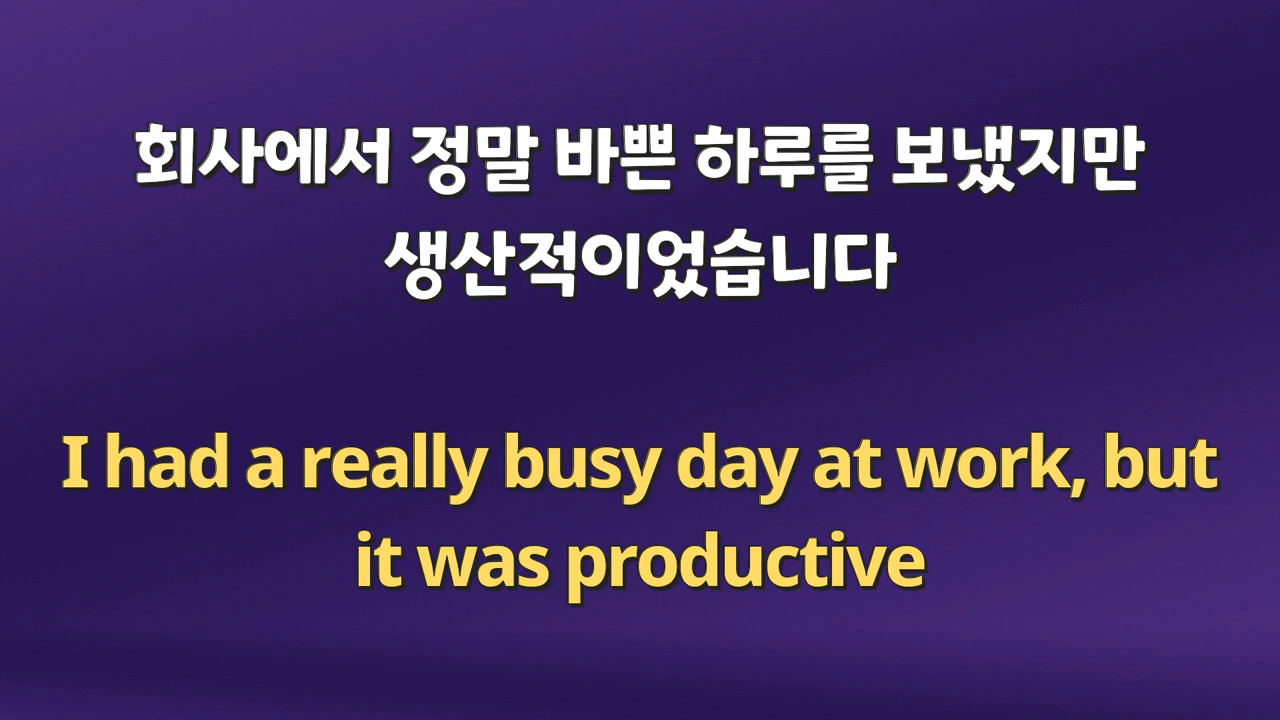 회사에서 정말 바쁜 하루를 보냈지만
생산적이었습니다
I had a really busy day at work, but
it was productive